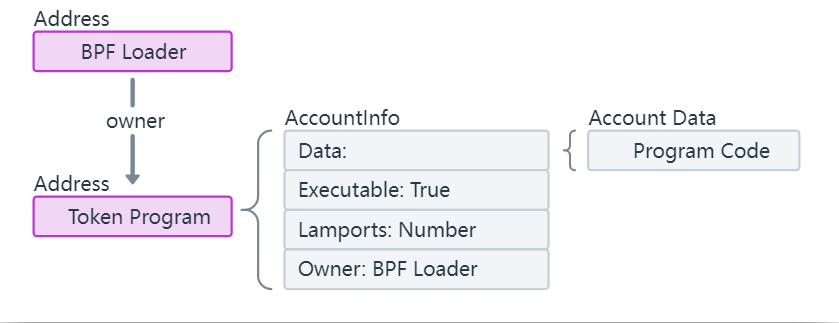 Address
BPF Loader
owner
Address
Token Program
AccountInfo
Data:
Executable: True
Lamports: Number
Owner: BPF Loader
Account Data
Program Code